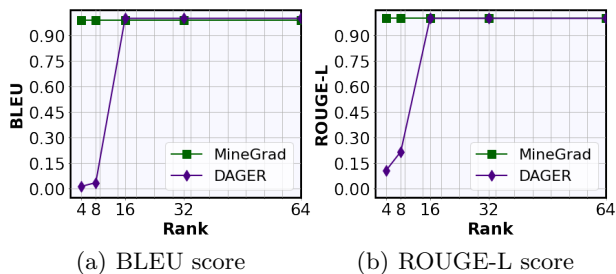 BLEU
0.90
0.75
0.60
0.45
0.30
0.15
0.00
MineGrad
DAGER
4 8 16 32 64
Rank
(a) BLEU score
ROUGE-L
0.90
0.75
0.60
0.45
0.30
0.15
0.00
MineGrad
DAGER
4 8 16 32 64
Rank
(b) ROUGE-L score